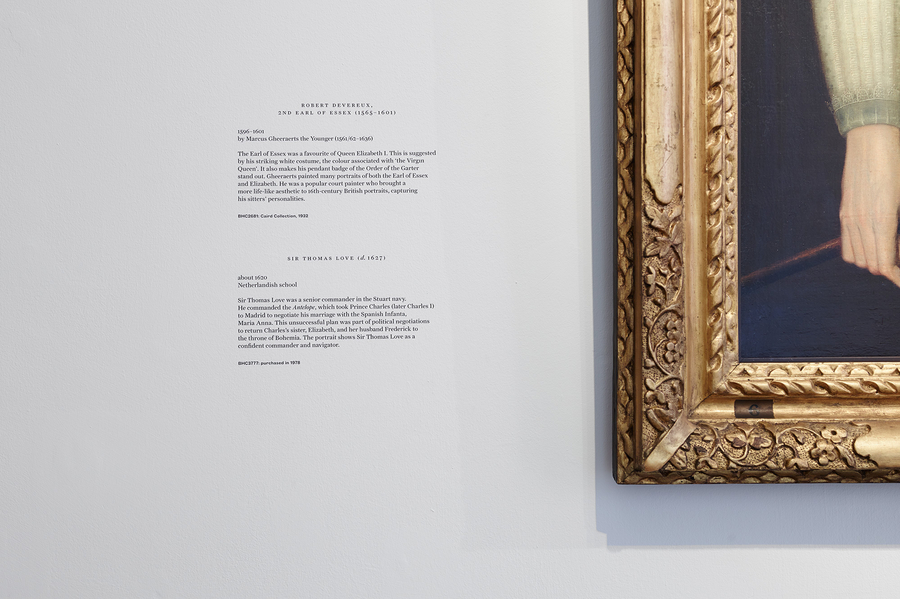 ROBERT DEVEREUX,
2ND EARL OF ESSEX (1565–1601)
1596–1601
by Marcus Gheeraerts the Younger (1561/62–1636)
The Earl of Essex was a favourite of Queen Elizabeth I. This is suggested
by his striking white costume, the colour associated with ‘the Virgin
Queen’. It also makes his pendant badge of the Order of the Garter
stand out. Gheeraerts painted many portraits of both the Earl of Essex
and Elizabeth. He was a popular court painter who brought a
more life-like aesthetic to 16th-century British portraits, capturing
his sitters’ personalities.
BHC2681; Caird Collection, 1932
SIR THOMAS LOVE (d.1627)
about 1620
Netherlandish school
Sir Thomas Love was a senior commander in the Stuart navy.
He commanded the Antelope, which took Prince Charles (later Charles I)
to Madrid to negotiate his marriage with the Spanish Infanta,
Maria Anna. This unsuccessful plan was part of political negotiations
to return Charles’s sister, Elizabeth, and her husband Frederick to
the throne of Bohemia. The portrait shows Sir Thomas Love as a
confident commander and navigator.
BHC3777; purchased in 1978